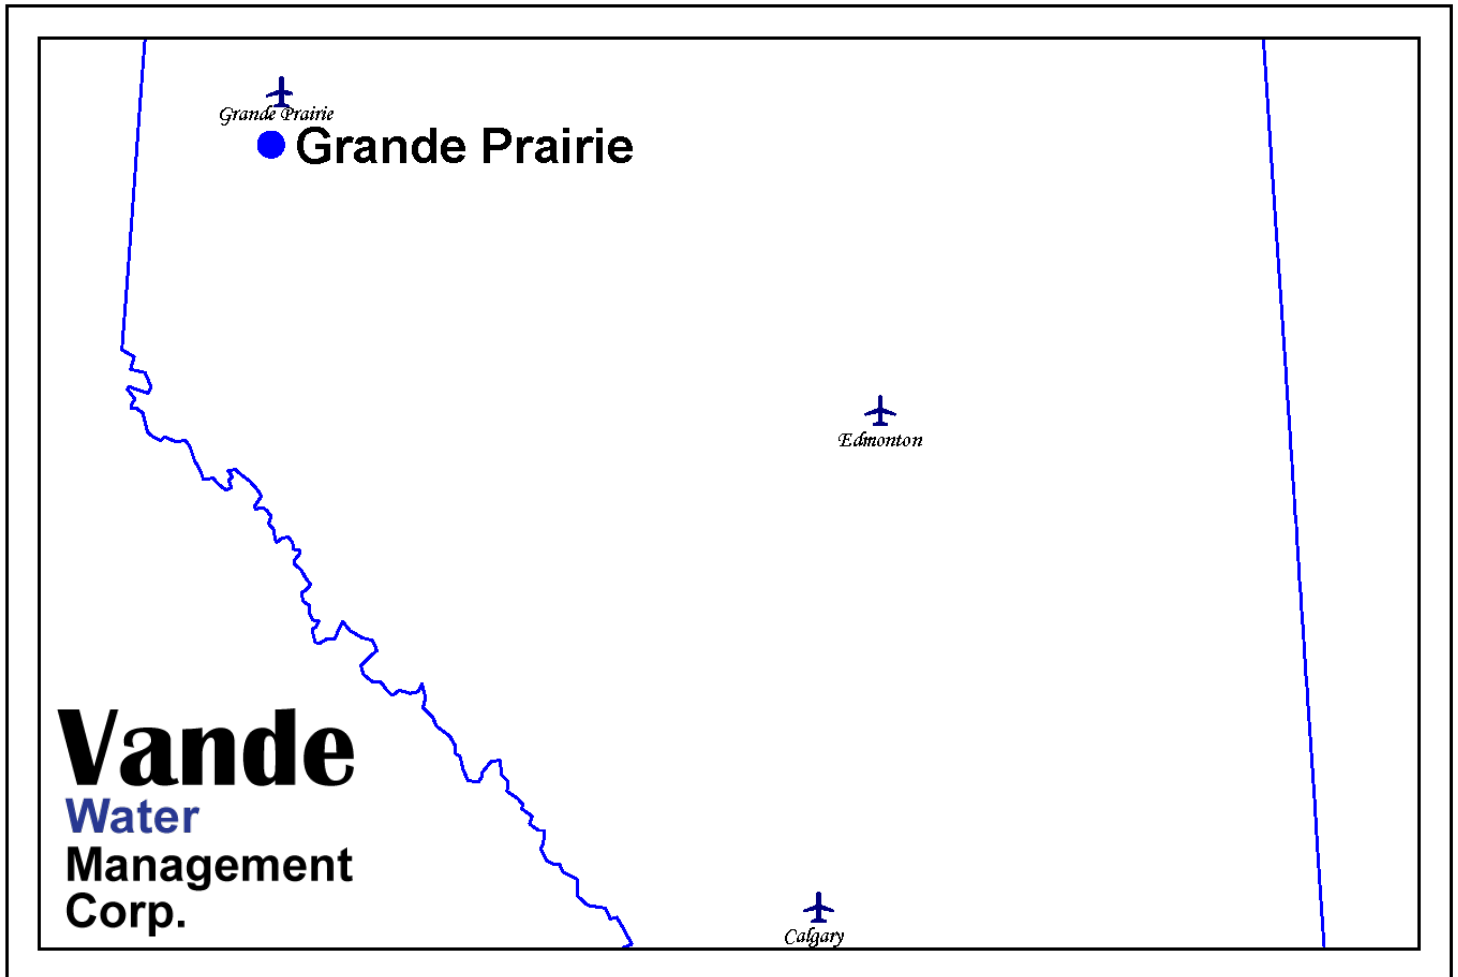 Grande Prairie
Grande Prairie
Edmonton
Vande
Water
Management
Corp.
Calgary